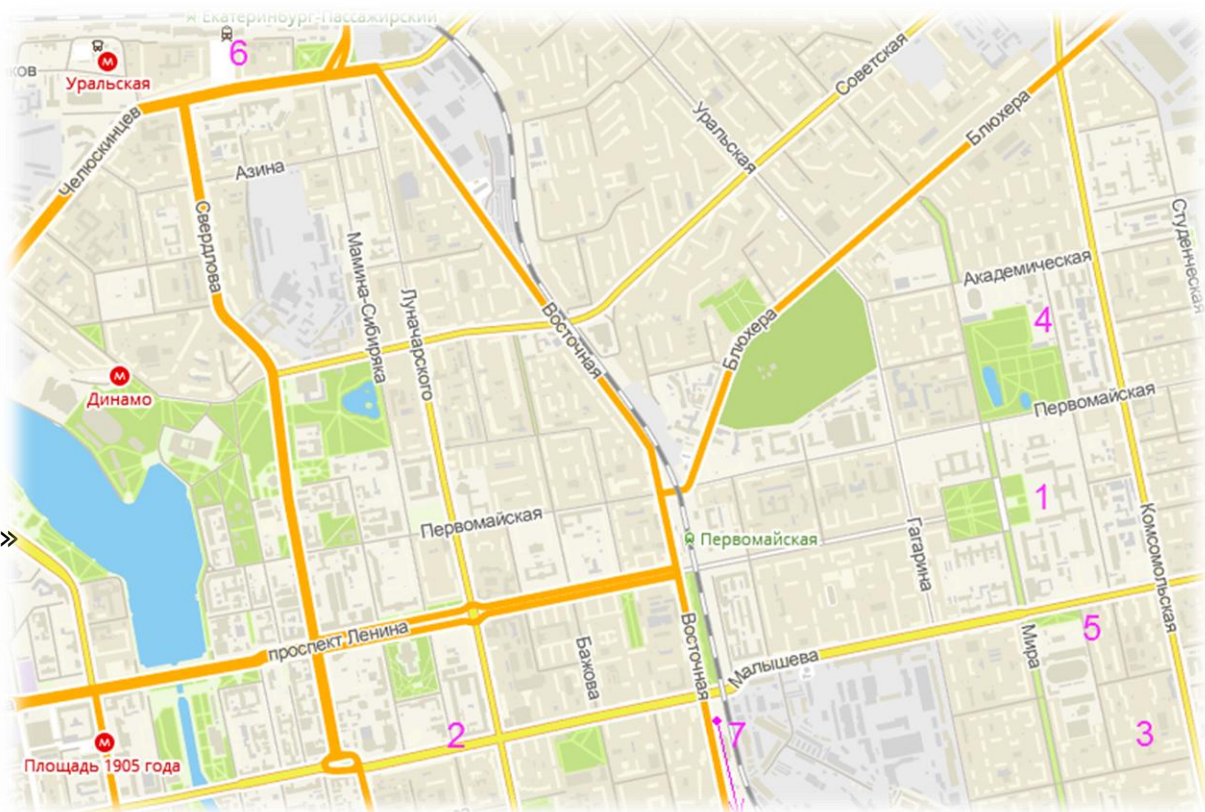 Екатеринбург-Пассажирский
6
Уральская
ков
Советская
Блюхера
Челюскинцев
Азина
Уральская
Свердлова
Мамина-Сибиряка
Луначарского
Студенческая
Академическая
Восточная
Блюхера
4
Динамо
Первомайская
1
Первомайская
»
Первомайская
Гагарина
Комсомольская
проспект Ленина
Бажова
Восточная
Малышева
Мира
5
2
7
3
Площадь 1905 года